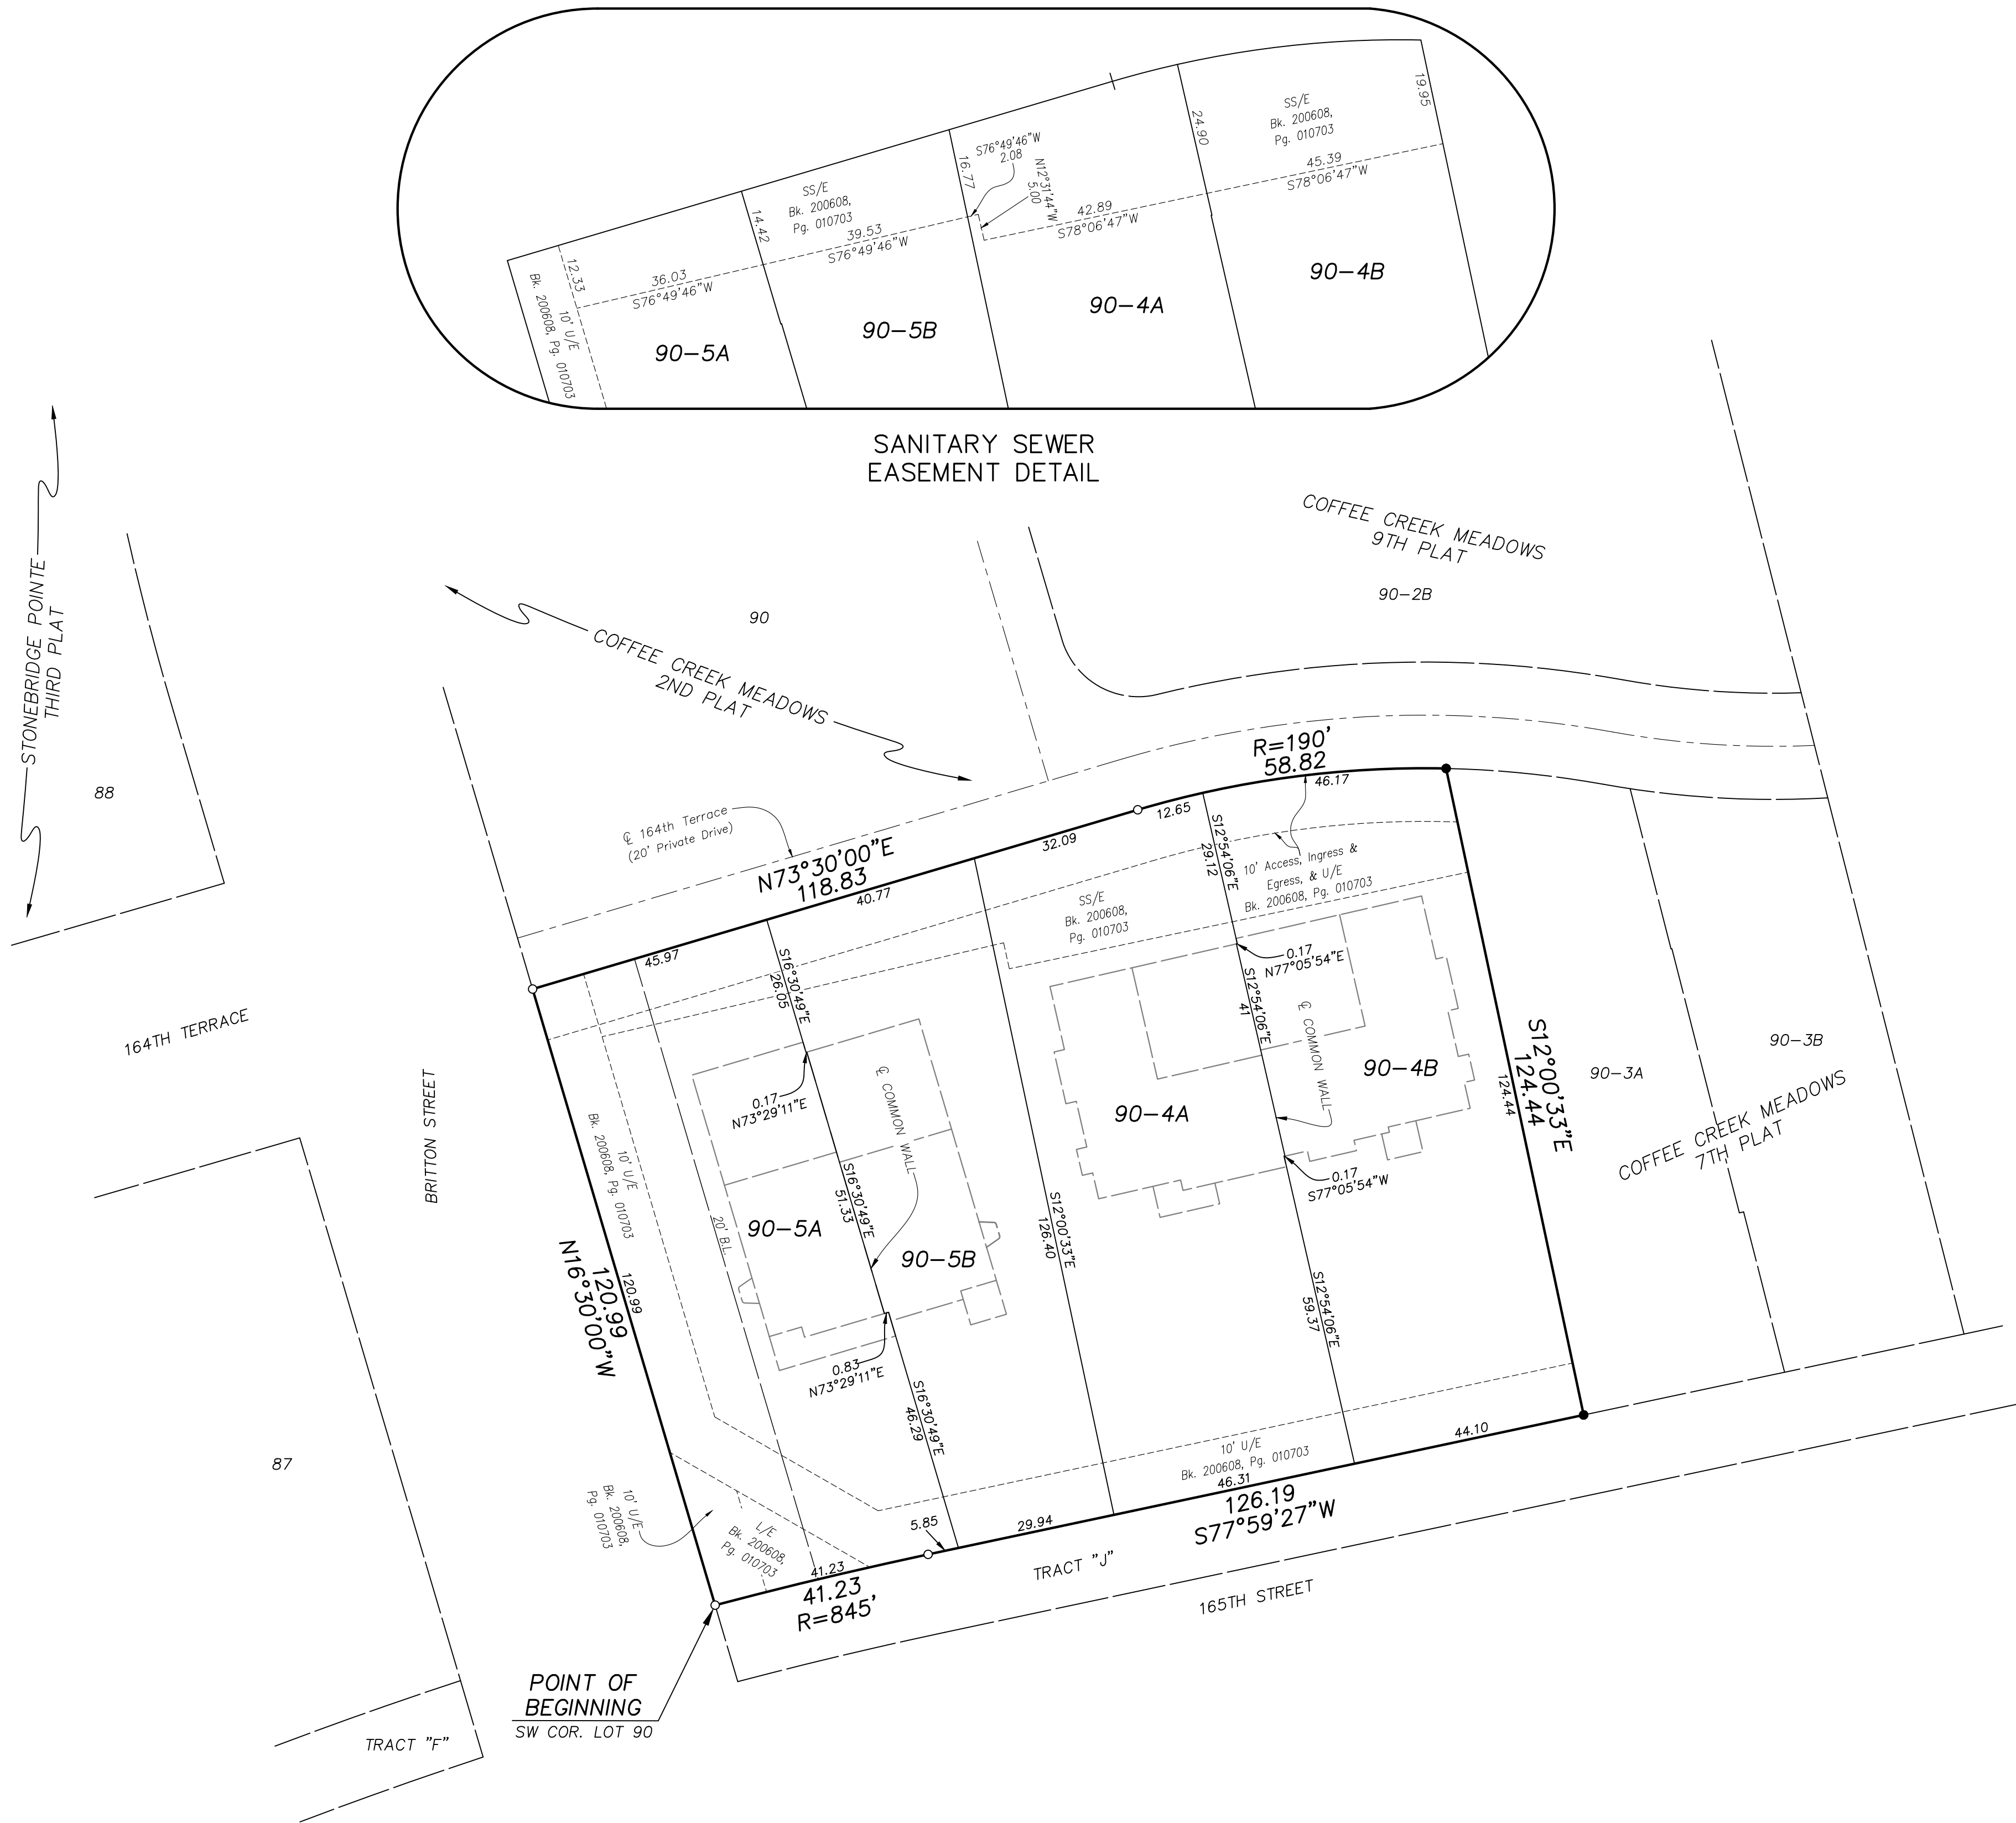 SS/E
Bk. 200608,
Pg. 010703
19.95
24.90
45.39
S78°06'47"W
S76°49'46"W
2.08
N12°31'44"W
5.00
16.77
SS/E
Bk. 200608,
Pg. 010703
14.42
39.53
S76°49'46"W
42.89
S78°06'47"W
12.33
36.03
S76°49'46"W
10' U/E
Bk. 200608, Pg. 010703
90-5A
90-5B
90-4A
90-4B
SANITARY SEWER
EASEMENT DETAIL
STONEBRIDGE POINTE
THIRD PLAT
88
COFFEE CREEK MEADOWS
9TH PLAT
90-2B
90
COFFEE CREEK MEADOWS
2ND PLAT
℄ 164th Terrace
(20' Private Drive)
N73°30'00"E
118.83
R=190'
58.82
46.17
12.65
32.09
40.77
45.97
S12°54'06"E
29.12
10' Access, Ingress &
Egress, & U/E
Bk. 200608, Pg. 010703
SS/E
Bk. 200608,
Pg. 010703
S16°30'49"E
26.05
0.17
N77°05'54"E
S12°54'06"E
41
℄ COMMON WALL
164TH TERRACE
BRITTON STREET
0.17
N73°29'11"E
℄ COMMON WALL
90-4A
90-4B
S12°00'33"E
124.44
124.44
90-3A
90-3B
COFFEE CREEK MEADOWS
7TH PLAT
10' U/E
Bk. 200608, Pg. 010703
20' B.L.
S16°30'49"E
51.33
90-5A
90-5B
S12°00'33"E
126.40
0.17
S77°05'54"W
N16°30'00"W
120.99
120.99
S12°54'06"E
59.37
0.83
N73°29'11"E
S16°30'49"E
46.29
87
10' U/E
Bk. 200608,
Pg. 010703
L/E
Bk. 200608,
Pg. 010703
10' U/E
Bk. 200608, Pg. 010703
44.10
46.31
126.19
S77°59'27"W
29.94
5.85
41.23
41.23
R=845'
TRACT "J"
165TH STREET
POINT OF
BEGINNING
SW COR. LOT 90
TRACT "F"